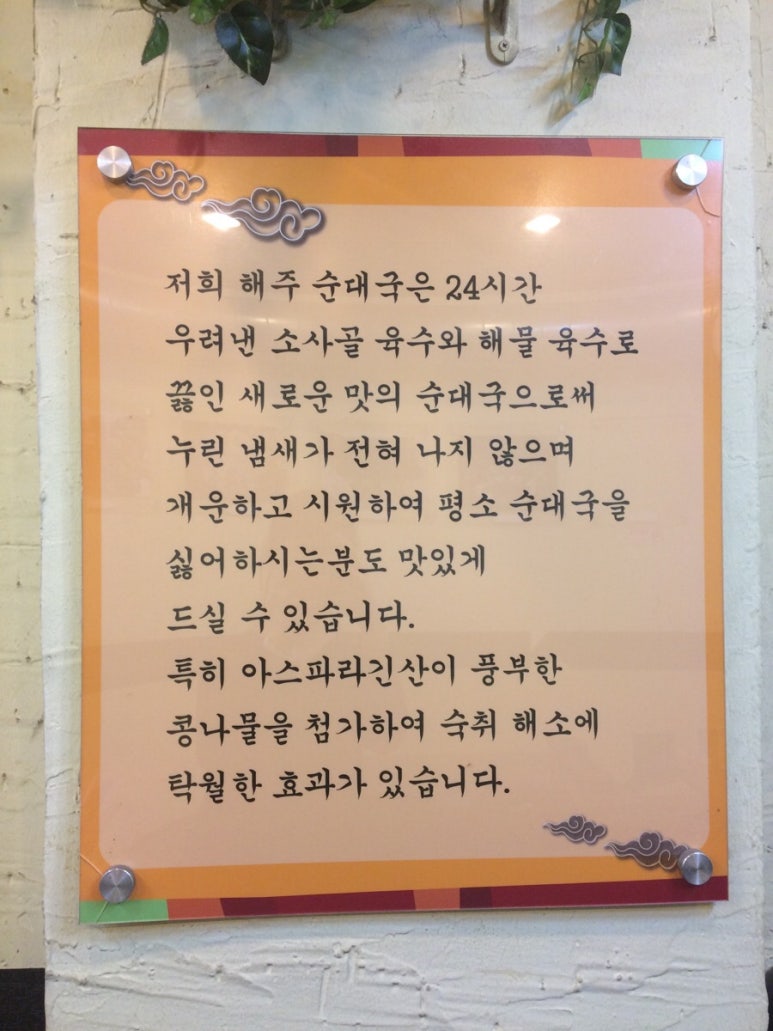 저희 해주 순대국은 24시간
우려낸 소사골 육수와 해물 육수로
끓인 새로운 맛의 순대국으로써
누린 냄새가 전혀 나지 않으며
개운하고 시원하여 평소 순대국을
싫어하시는분도 맛있게
드실 수 있습니다.
특히 아스파라긴산이 풍부한
콩나물을 첨가하여 숙취 해소에
탁월한 효과가 있습니다.